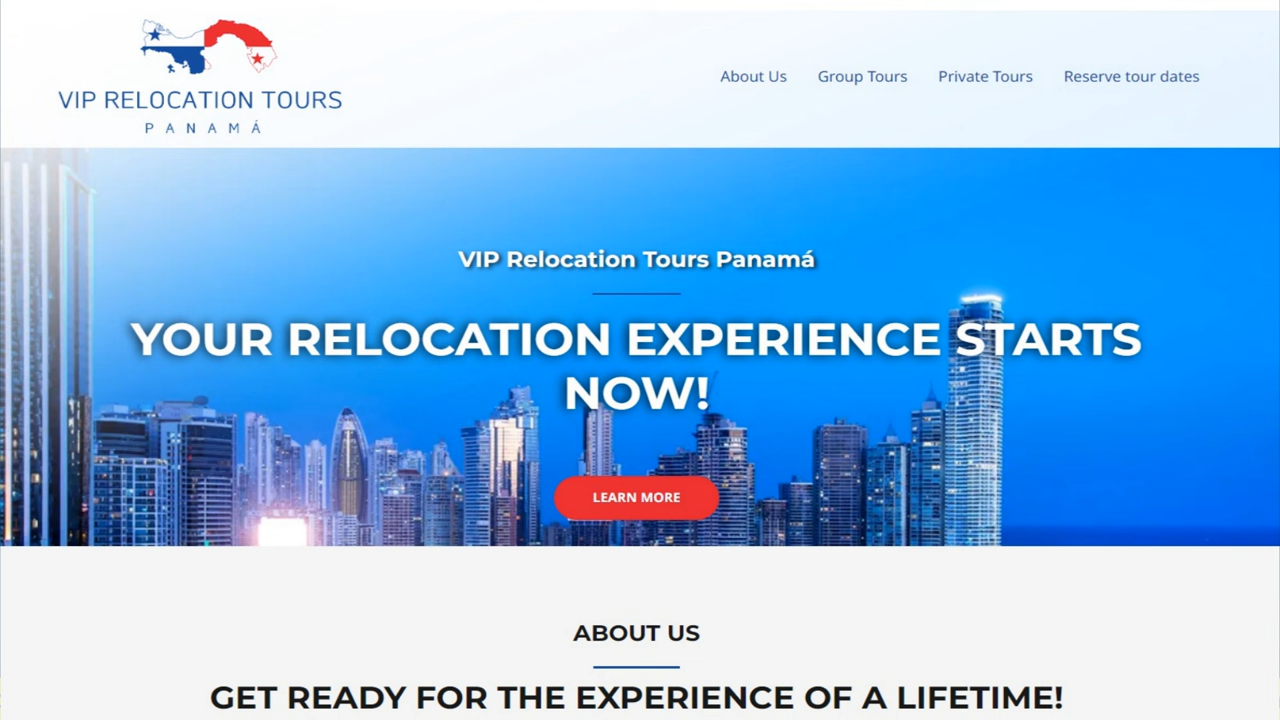 VIP RELOCATION TOURS
PANAMÁ
About Us Group Tours Private Tours Reserve tour dates
VIP Relocation Tours Panamá
YOUR RELOCATION EXPERIENCE STARTS
NOW!
LEARN MORE
ABOUT US
GET READY FOR THE EXPERIENCE OF A LIFETIME!